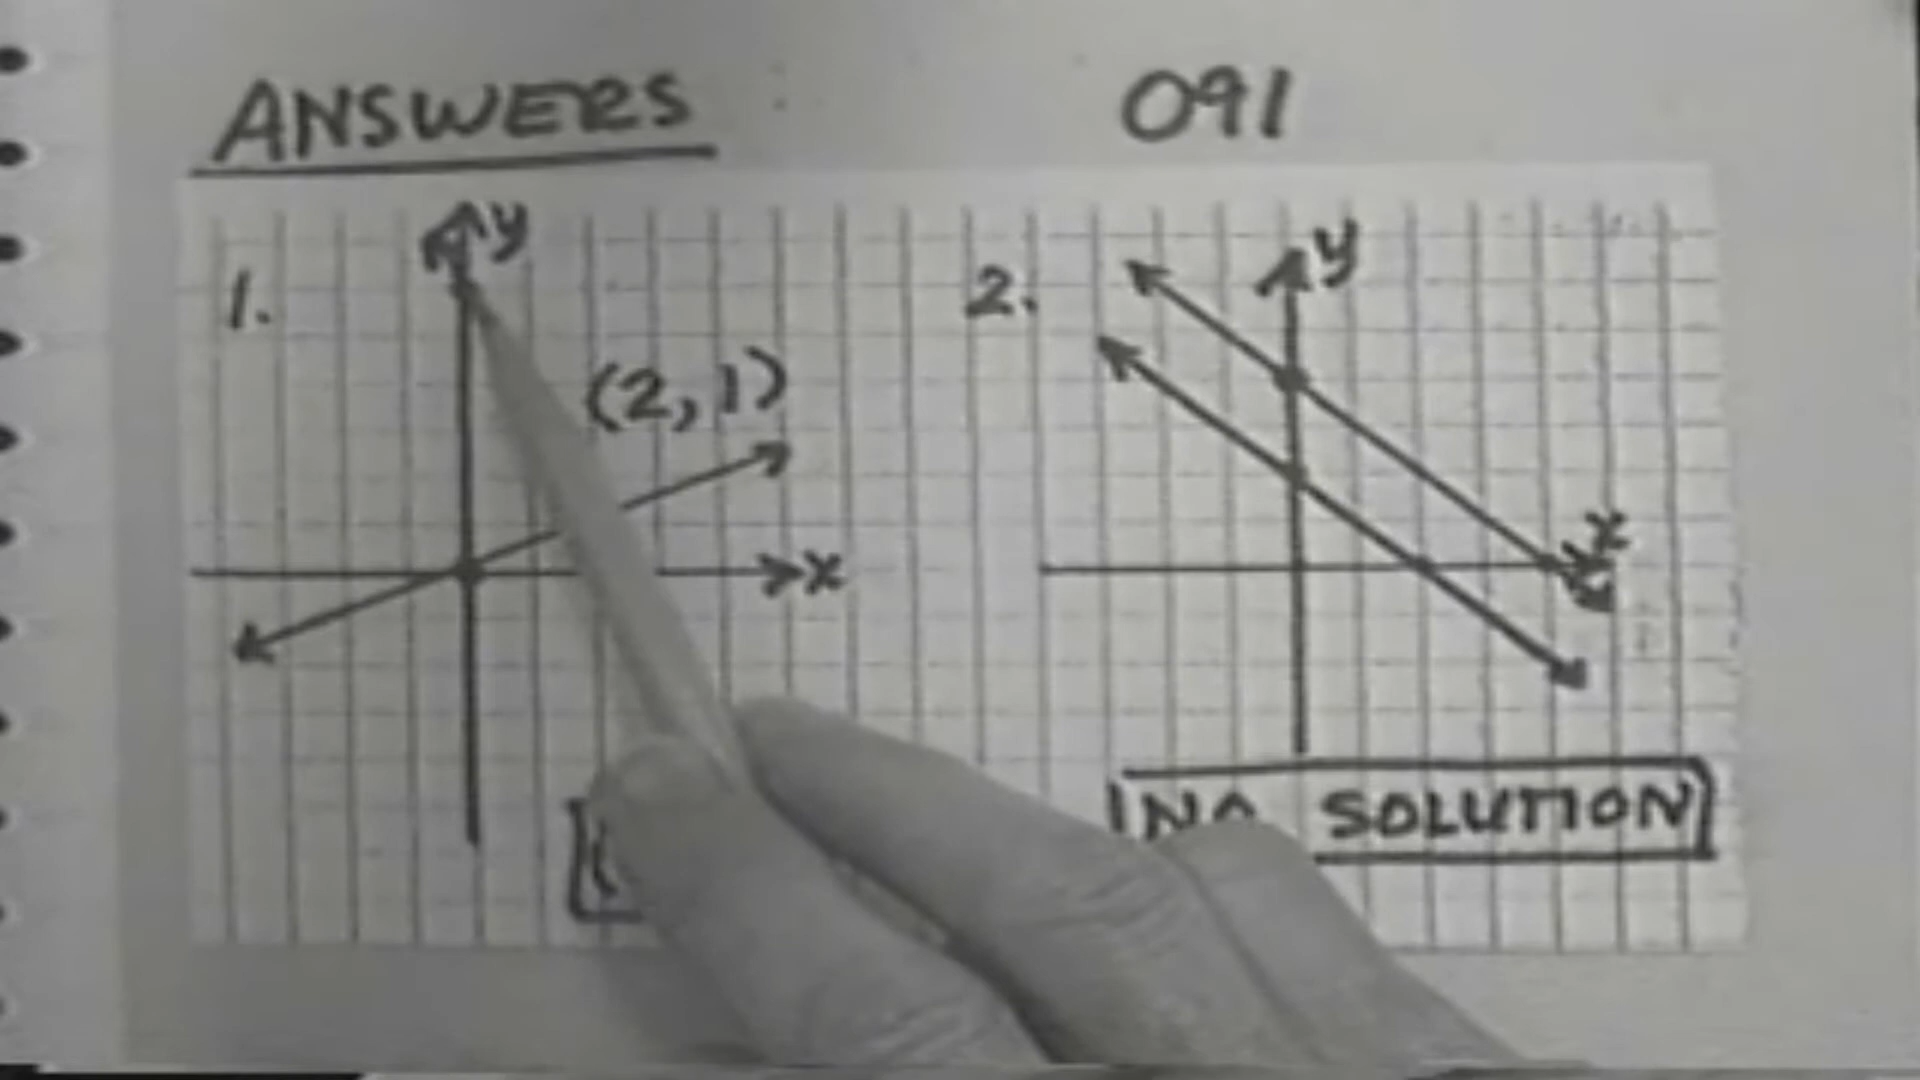 ANSWERS 091
1. y
(2,1)
x
2. y
x
SOLUTION